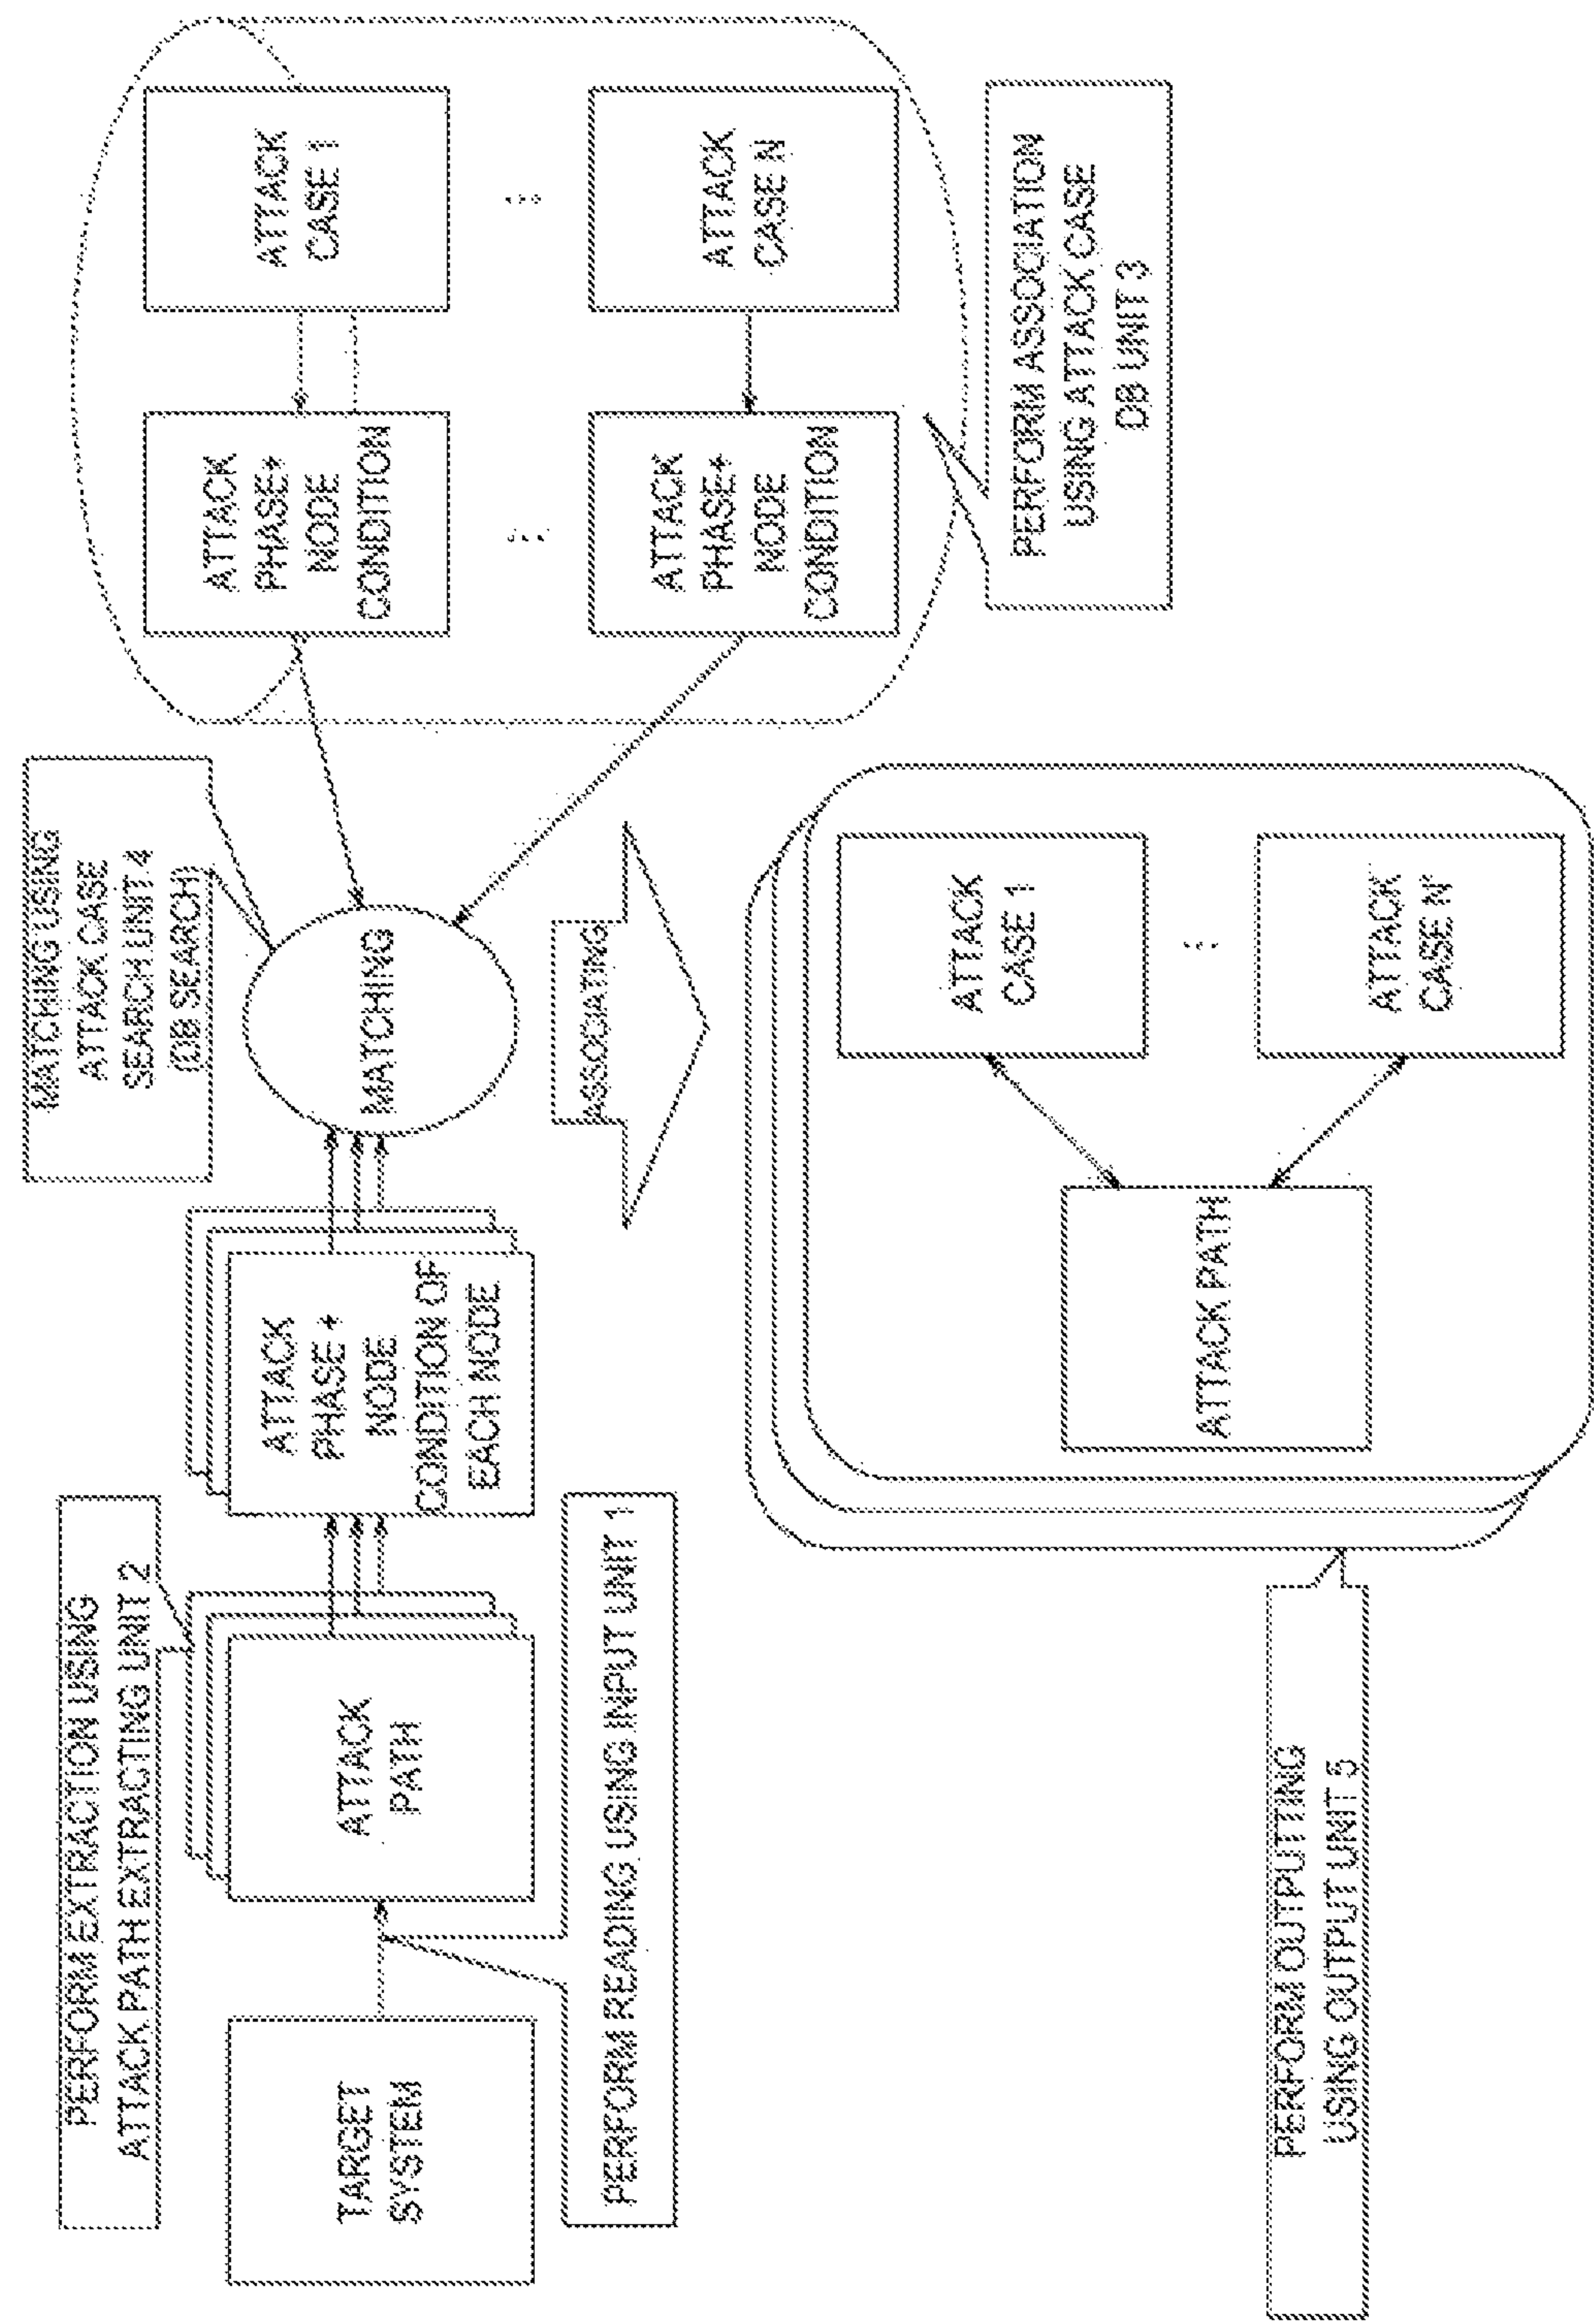 PERFORM EXTRACTION USING
ATTACK PATH EXTRACTING UNIT 2
MATCHING USING
ATTACK CASE
SEARCH UNIT 4
(DB SEARCH)
TARGET
SYSTEM
ATTACK
PATH
ATTACK
PHASE +
NODE
CONDITION OF
EACH NODE
MATCHING
ATTACK
PHASE+
NODE
CONDITION
ATTACK
CASE 1
PERFORM READING USING INPUT UNIT 1
ASSOCIATING
ATTACK
PHASE+
NODE
CONDITION
ATTACK
CASE N
PERFORM ASSOCIATION
USING ATTACK CASE
DB UNIT 3
ATTACK PATH
ATTACK
CASE 1
ATTACK
CASE N'
PERFORM OUTPUTTING
USING OUTPUT UNIT 5